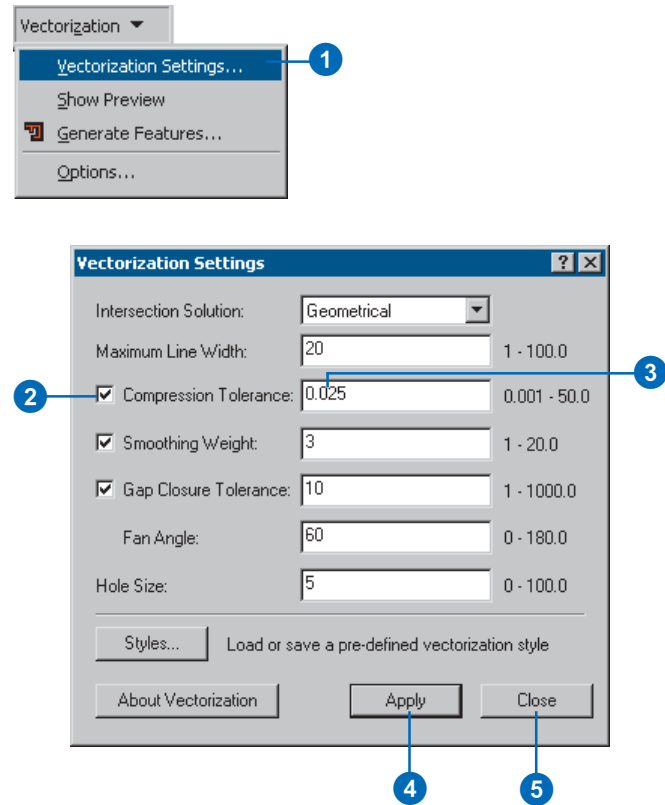 Vectorization
Vectorization Settings... 1
Show Preview
Generate Features...
Options...
Vectorization Settings ? X
Intersection Solution: Geometrical
Maximum Line Width: 20 1 - 100.0
3
2 Compression Tolerance: 0.025 0.001 - 50.0
Smoothing Weight: 3 1 - 20.0
Gap Closure Tolerance: 10 1 - 1000.0
Fan Angle: 60 0 - 180.0
Hole Size: 5 0 - 100.0
Styles... Load or save a pre-defined vectorization style
About Vectorization Apply Close
4 5